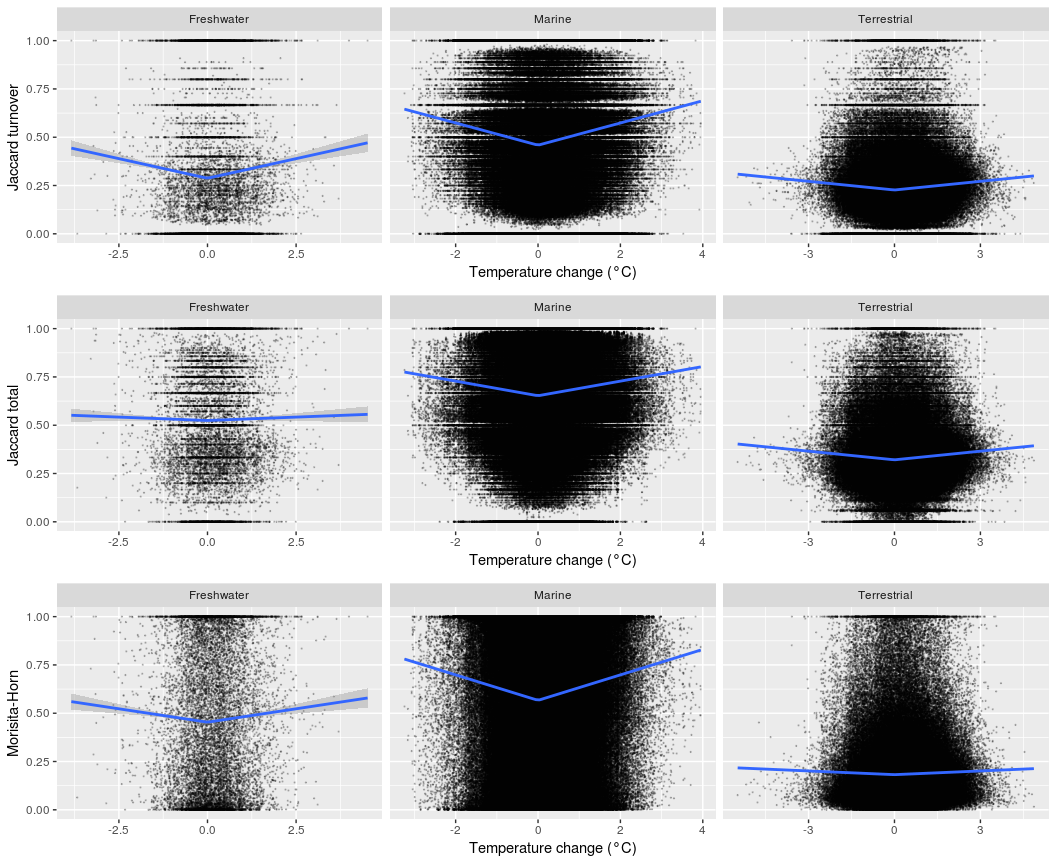 Freshwater Marine Terrestrial
Jaccard turnover
1.00
0.75
0.50
0.25
0.00
-2.5 0.0 2.5 -2 0 2 4 -3 0 3
Temperature change (°C)
Freshwater Marine Terrestrial
Jaccard total
1.00
0.75
0.50
0.25
0.00
-2.5 0.0 2.5 -2 0 2 4 -3 0 3
Temperature change (°C)
Freshwater Marine Terrestrial
Morisita-Horn
1.00
0.75
0.50
0.25
0.00
-2.5 0.0 2.5 -2 0 2 4 -3 0 3
Temperature change (°C)